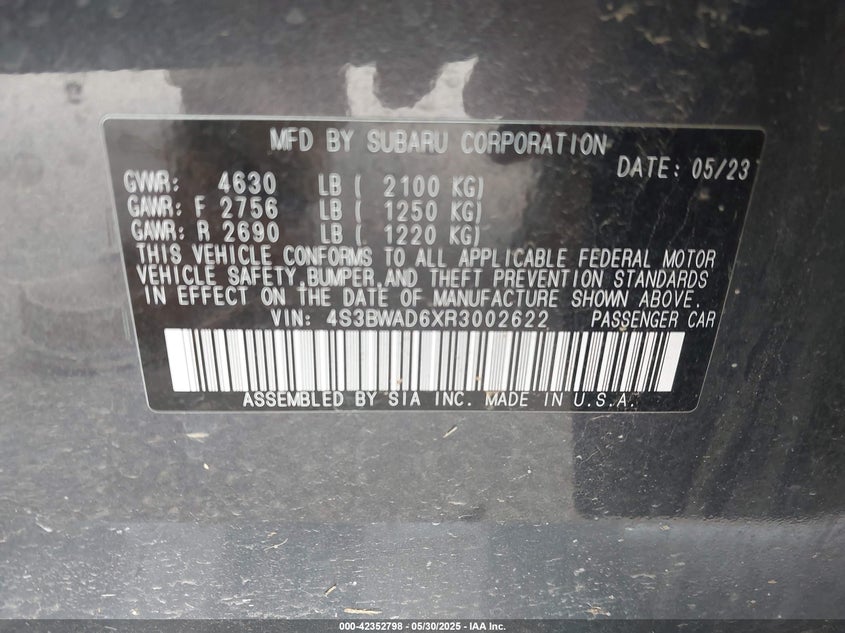 MFD BY SUBARU CORPORATION
DATE: 05/23
GVWR: 4630 LB ( 2100 KG)
GAWR: F 2756 LB ( 1250 KG)
GAWR: R 2690 LB ( 1220 KG)
THIS VEHICLE CONFORMS TO ALL APPLICABLE FEDERAL MOTOR
VEHICLE SAFETY,BUMPER,AND THEFT PREVENTION STANDARDS
IN EFFECT ON THE DATE OF MANUFACTURE SHOWN ABOVE.
VIN: 4S3BWAD6XR3002622 PASSENGER CAR
ASSEMBLED BY SIA INC. MADE IN U.S.A.
000-42352798 - 05/30/2025 - IAA Inc.